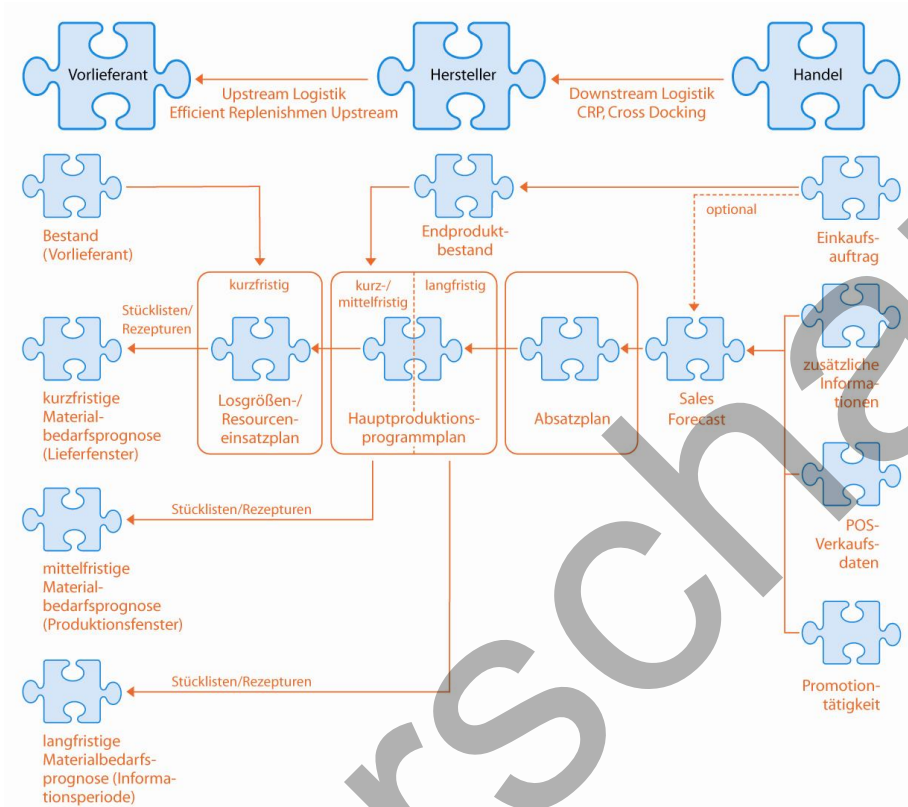 Vorlieferant
Hersteller
Handel
Upstream Logistik
Efficient Replenishmen Upstream
Downstream Logistik
CRP, Cross Docking
Bestand
(Vorlieferant)
Endprodukt-
bestand
optional
Einkaufs-
auftrag
kurzfristig
kurz-/
mittelfristig
langfristig
Stücklisten/
Rezepturen
kurzfristige
Material-
bedarfsprognose
(Lieferfenster)
Losgrößen-/
Resourcen-
einsatzplan
Hauptproduktions-
programmplan
Absatzplan
Sales
Forecast
zusätzliche
Informa-
tionen
Stücklisten/Rezepturen
mittelfristige
Material-
bedarfsprognose
(Produktionsfenster)
POS-
Verkaufs-
daten
Stücklisten/Rezepturen
langfristige
Materialbedarfs-
prognose (Informa-
tionsperiode)
Promotion-
tätigkeit